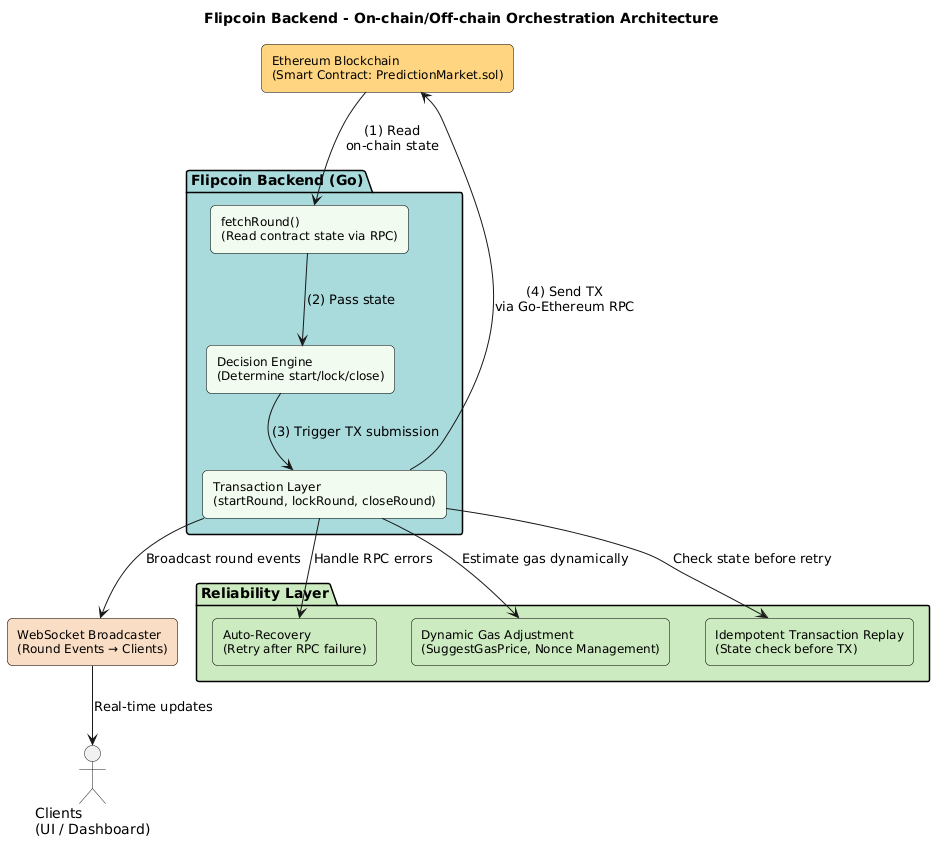 Flipcoin Backend - On-chain/Off-chain Orchestration Architecture
Ethereum Blockchain
(Smart Contract: PredictionMarket.sol)
(1) Read
on-chain state
Flipcoin Backend (Go)
fetchRound()
(Read contract state via RPC)
(2) Pass state
(4) Send TX
via Go-Ethereum RPC
Decision Engine
(Determine start/lock/close)
(3) Trigger TX submission
Transaction Layer
(startRound, lockRound, closeRound)
Broadcast round events
Handle RPC errors
Estimate gas dynamically
Check state before retry
Reliability Layer
WebSocket Broadcaster
(Round Events → Clients)
Auto-Recovery
(Retry after RPC failure)
Dynamic Gas Adjustment
(SuggestGasPrice, Nonce Management)
Idempotent Transaction Replay
(State check before TX)
Real-time updates
Clients
(UI / Dashboard)